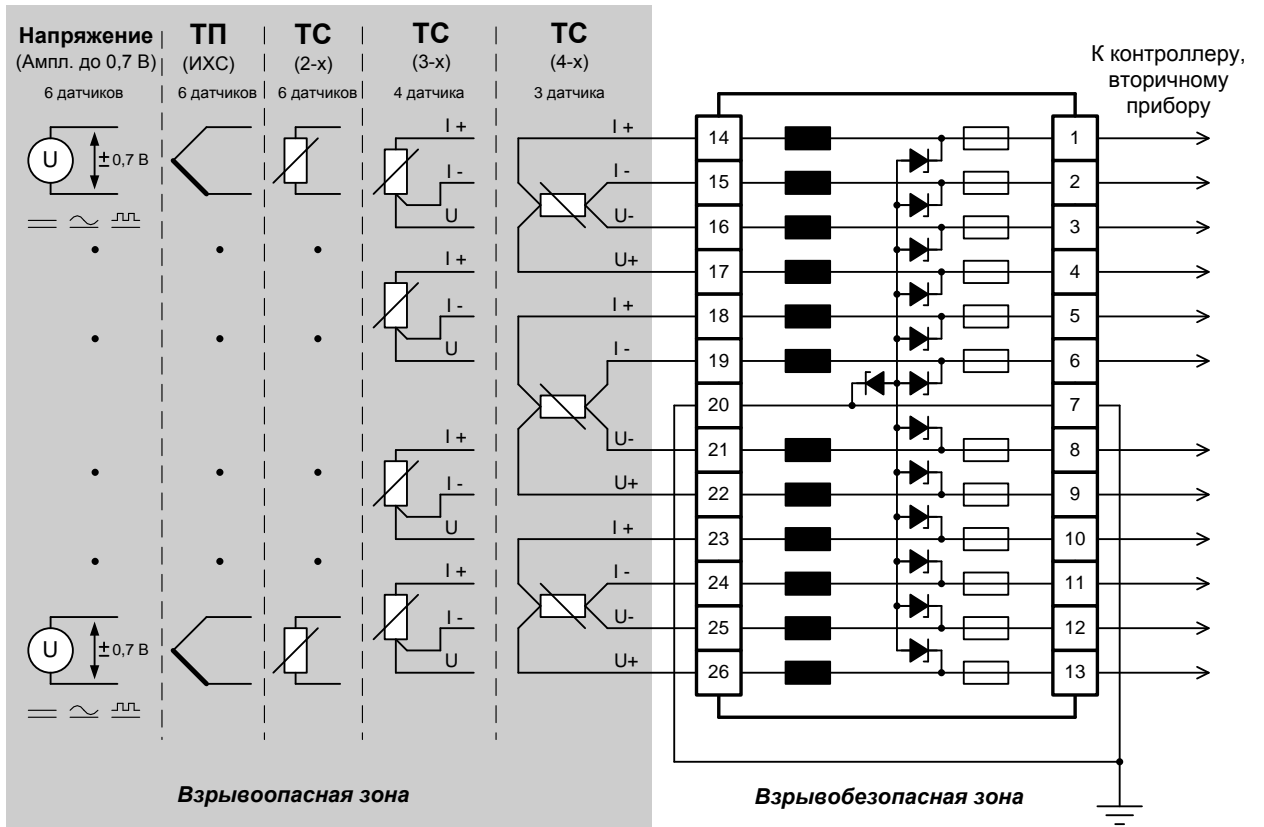 Напряжение
(Ампл. до 0,7 В)
6 датчиков
ТП
(ИХС)
6 датчиков
ТС
(2-х)
6 датчиков
ТС
(3-х)
4 датчика
ТС
(4-х)
3 датчика
К контроллеру,
вторичному
прибору
U
± 0,7 В
I +
I -
U
I +
I -
U
I +
I -
U
I +
I -
U
U
± 0,7 В
I +
I -
U-
U+
I +
I -
U-
U+
I +
I -
U-
U+
14
15
16
17
18
19
20
21
22
23
24
25
26
1
2
3
4
5
6
7
8
9
10
11
12
13
Взрывоопасная зона
Взрывобезопасная зона